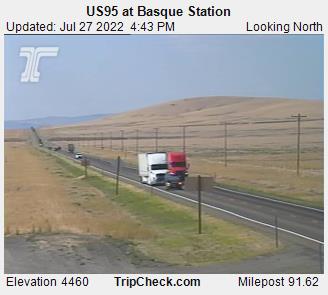 US95 at Basque Station
Updated: Jul 27 2022 4:43 PM Looking North
Elevation 4460 TripCheck.com Milepost 91.62